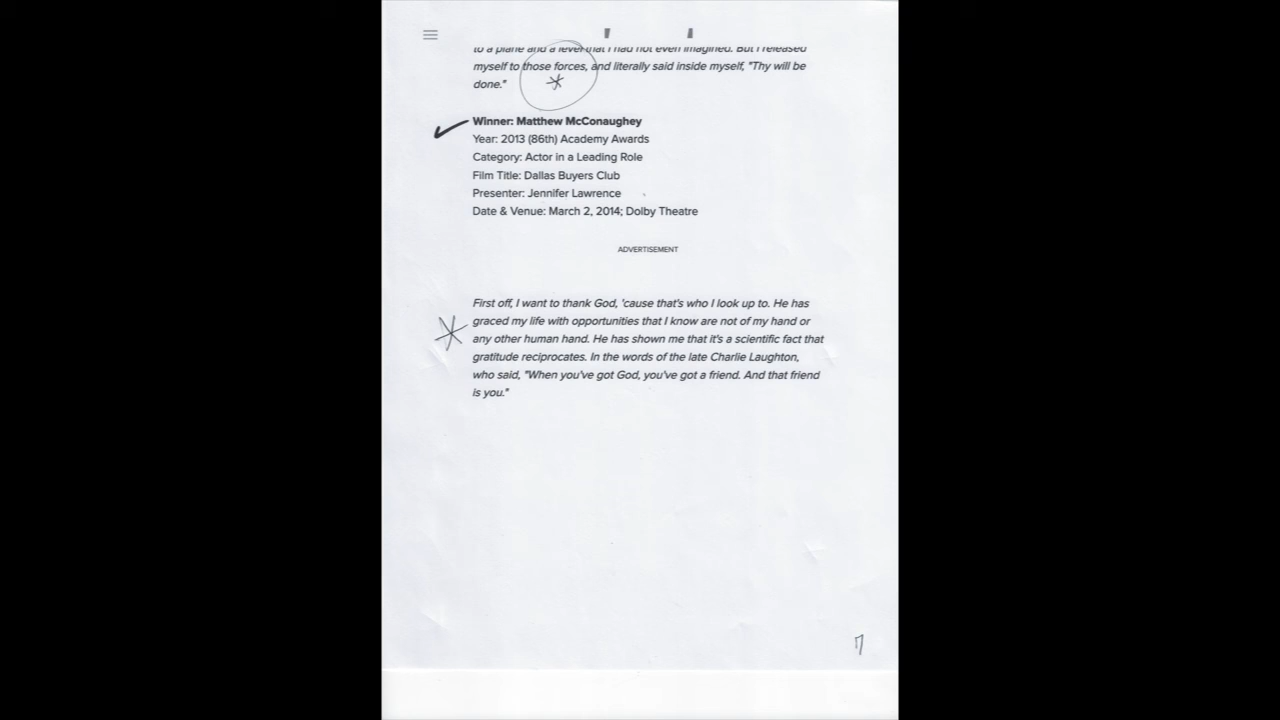 to a plane and a level that I had not even imagined. But I released
myself to those forces, and literally said inside myself, "Thy will be
done."
Winner: Matthew McConaughey
Year: 2013 (86th) Academy Awards
Category: Actor in a Leading Role
Film Title: Dallas Buyers Club
Presenter: Jennifer Lawrence
Date & Venue: March 2, 2014; Dolby Theatre
ADVERTISEMENT
First off, I want to thank God, 'cause that's who I look up to. He has
graced my life with opportunities that I know are not of my hand or
any other human hand. He has shown me that it's a scientific fact that
gratitude reciprocates. In the words of the late Charlie Laughton,
who said, "When you've got God, you've got a friend. And that friend
is you."